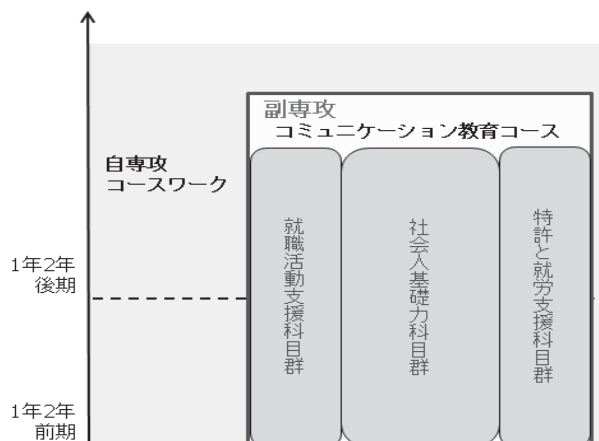 副専攻
コミュニケーション教育コース
自専攻
コースワーク
就職活動支援科目群
社会人基礎力科目群
特許と就労支援科目群
1年2年
後期
1年2年
前期